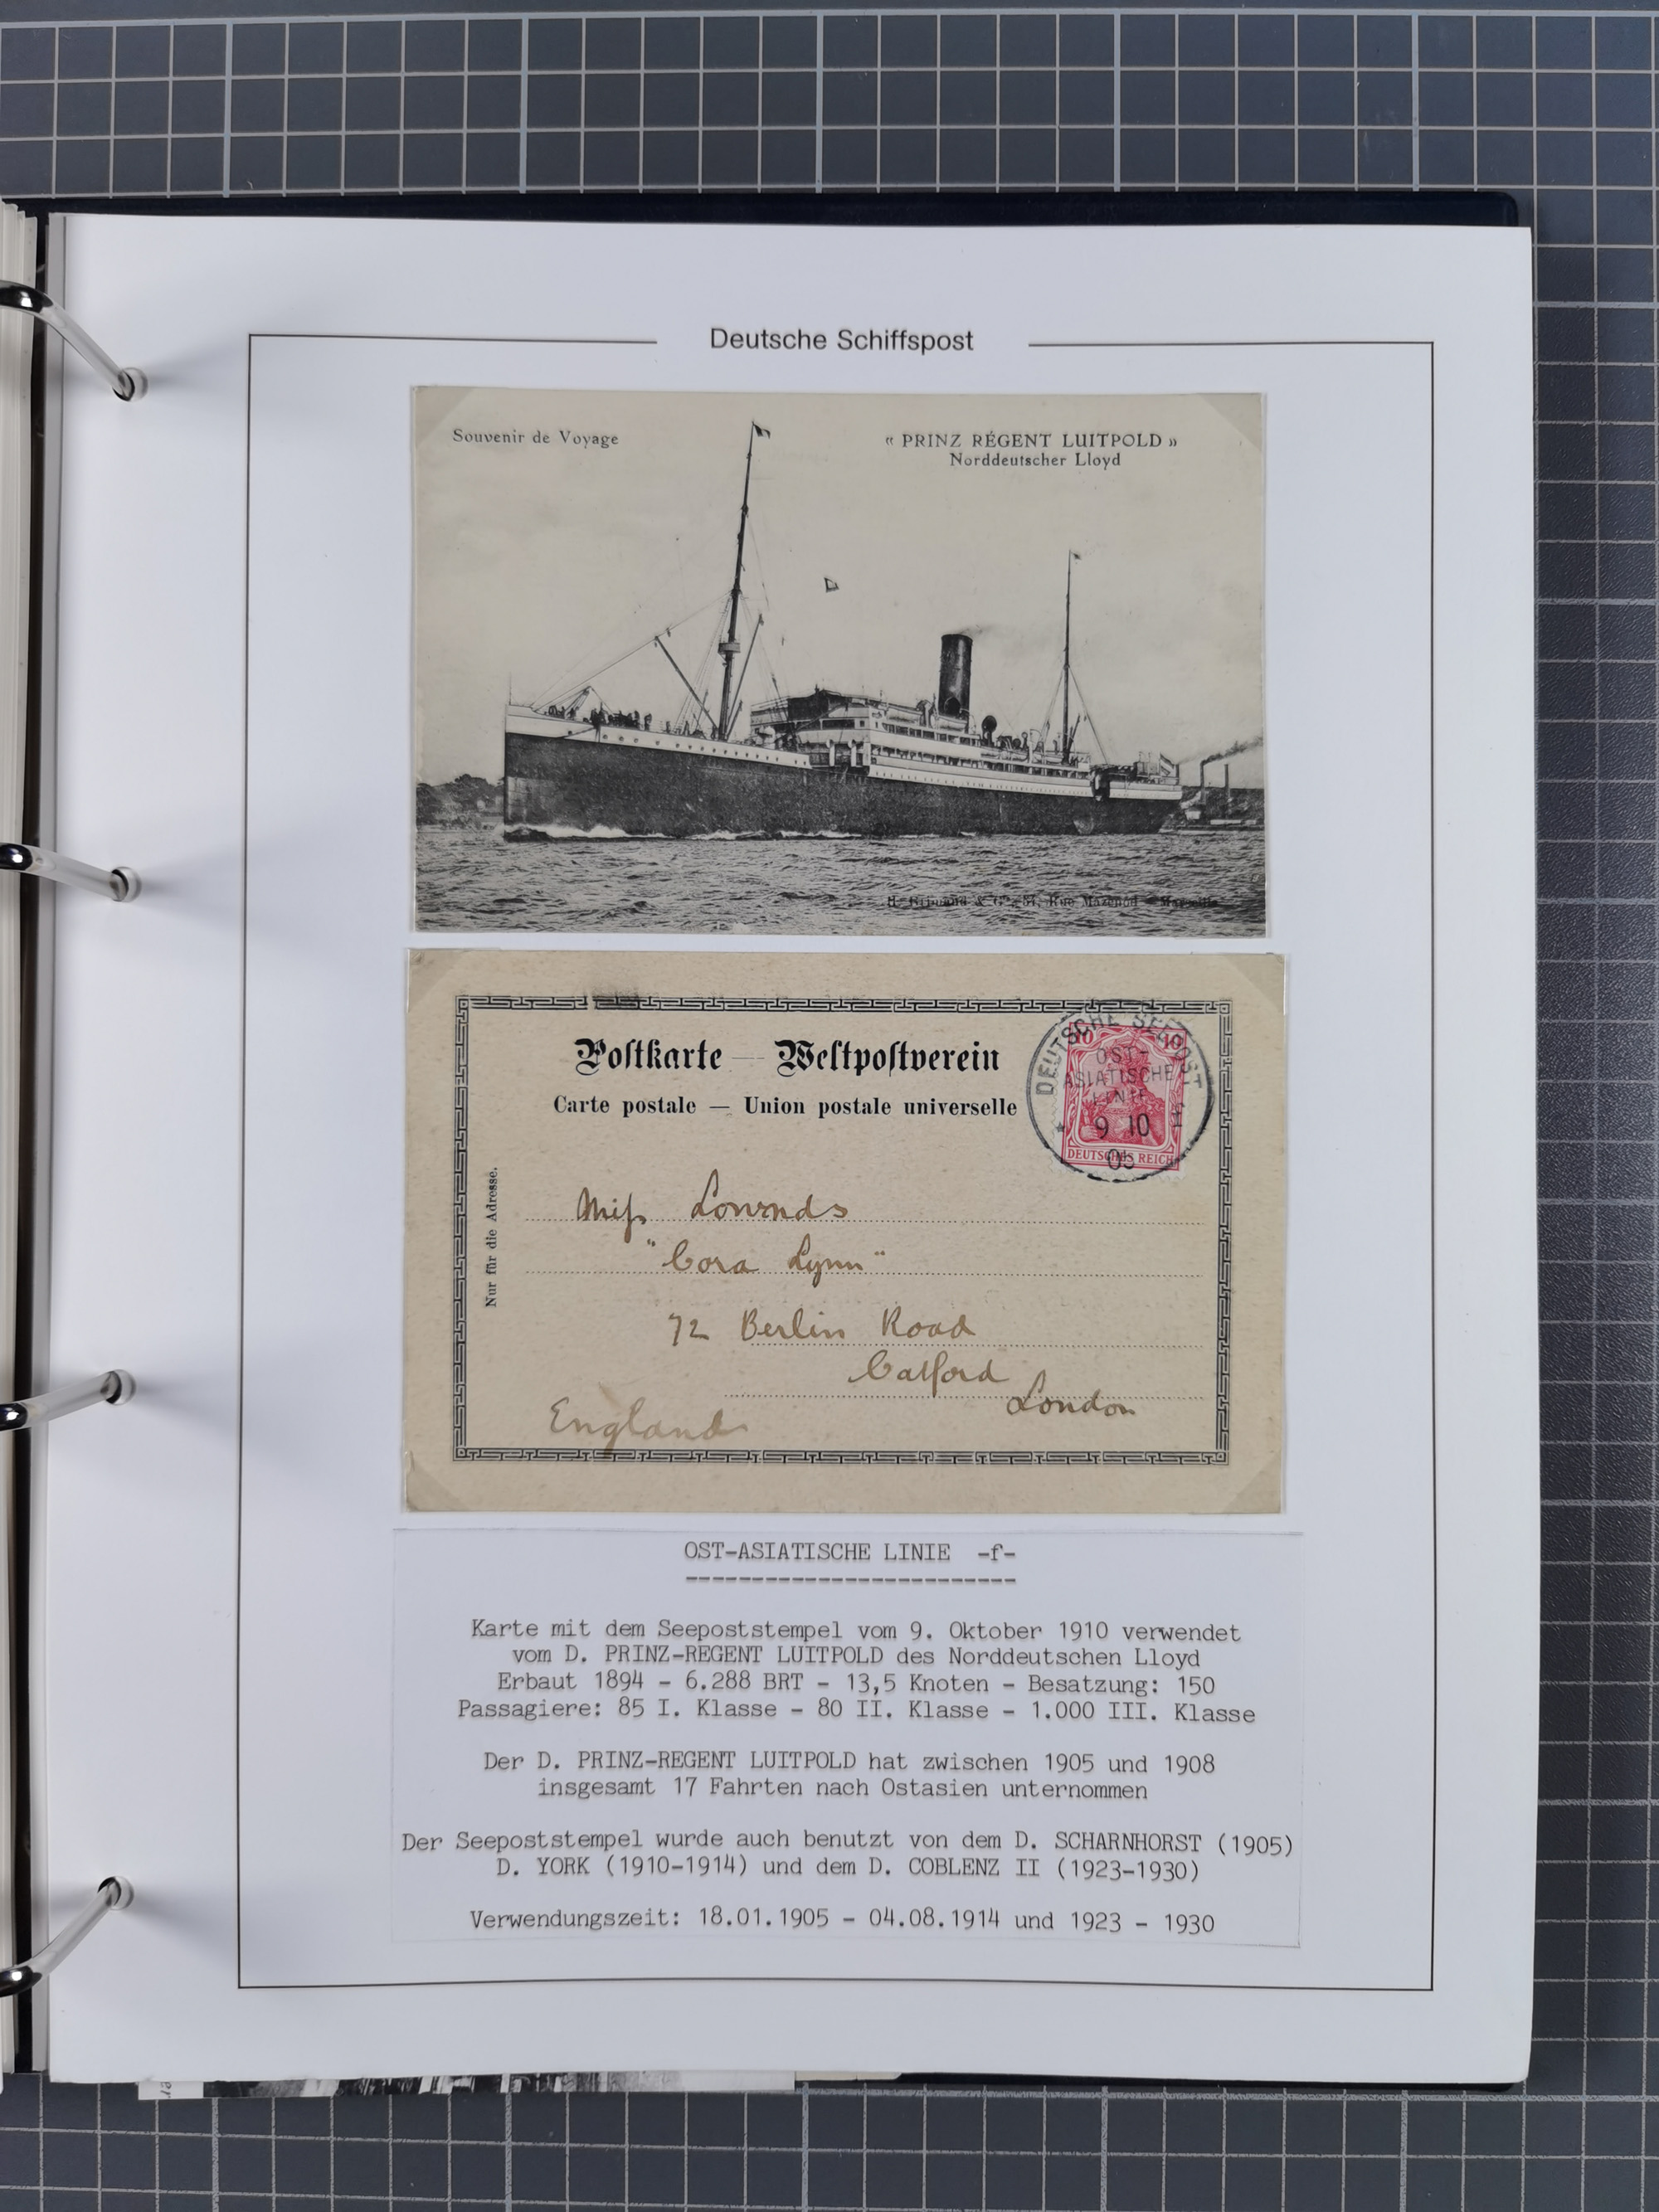 Deutsche Schiffspost
Souvenir de Voyage
« PRINZ RÉGENT LUITPOLD »
Norddeutscher Lloyd
Rue Mazenod
Postkarte — Weltpostverein
Carte postale — Union postale universelle
Nur für die Adresse.
10 10
DEUTSCHES REICH
DEUTSCHE SEEPOST
OST-
ASIATISCHE
LINIE
f
9 10
05
Miss Lownds
"Cora Lynn"
72 Berlin Road
Catford
London
England
OST-ASIATISCHE LINIE -f-
Karte mit dem Seepoststempel vom 9. Oktober 1910 verwendet
vom D. PRINZ-REGENT LUITPOLD des Norddeutschen Lloyd
Erbaut 1894 - 6.288 BRT - 13,5 Knoten - Besatzung: 150
Passagiere: 85 I. Klasse - 80 II. Klasse - 1.000 III. Klasse
Der D. PRINZ-REGENT LUITPOLD hat zwischen 1905 und 1908
insgesamt 17 Fahrten nach Ostasien unternommen
Der Seepoststempel wurde auch benutzt von dem D. SCHARNHORST (1905)
D. YORK (1910-1914) und dem D. COBLENZ II (1923-1930)
Verwendungszeit: 18.01.1905 - 04.08.1914 und 1923 - 1930